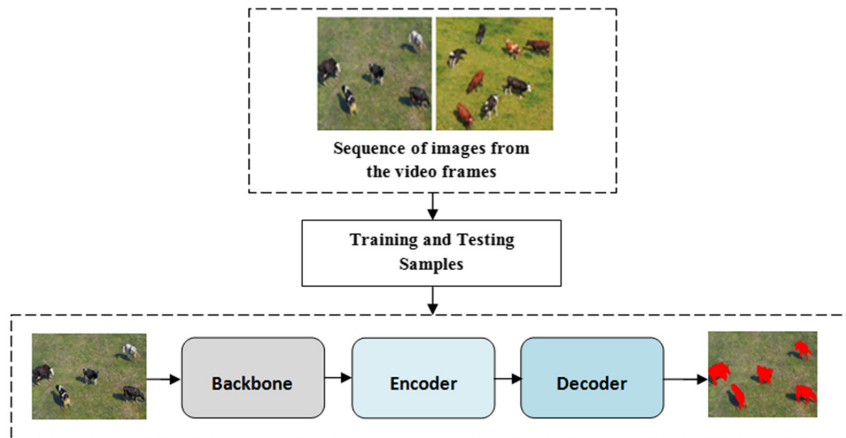 Sequence of images from
the video frames
Training and Testing
Samples
Backbone
Encoder
Decoder